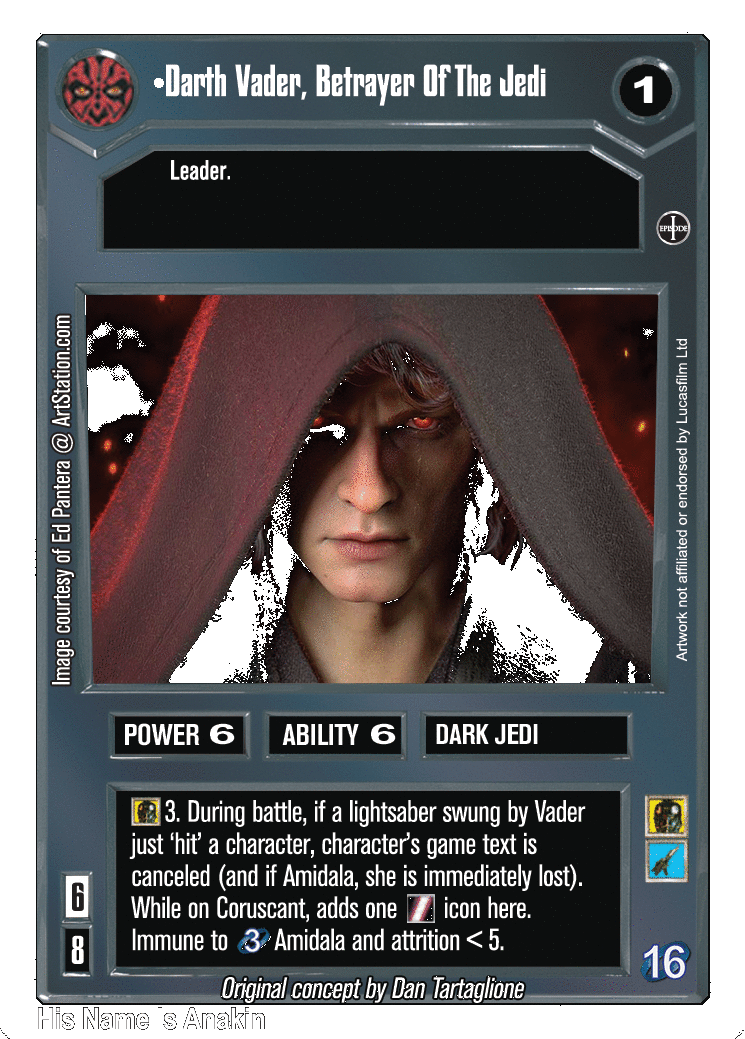 •Darth Vader, Betrayer Of The Jedi
1
Leader.
EPISODE I
Image courtesy of Ed Pantera @ ArtStation.com
Artwork not affiliated or endorsed by Lucasfilm Ltd
POWER 6
ABILITY 6
DARK JEDI
3. During battle, if a lightsaber swung by Vader
just ‘hit’ a character, character’s game text is
canceled (and if Amidala, she is immediately lost).
While on Coruscant, adds one icon here.
Immune to 3 Amidala and attrition < 5.
6
8
16
Original concept by Dan Tartaglione
His Name Is Anakin